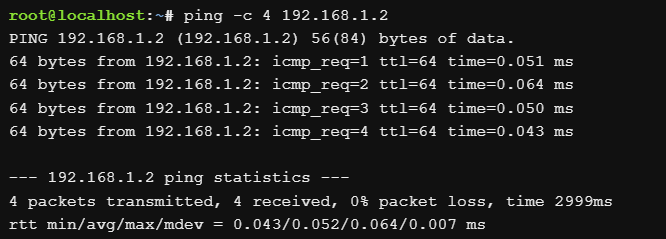 root@localhost:~# ping -c 4 192.168.1.2
PING 192.168.1.2 (192.168.1.2) 56(84) bytes of data.
64 bytes from 192.168.1.2: icmp_req=1 ttl=64 time=0.051 ms
64 bytes from 192.168.1.2: icmp_req=2 ttl=64 time=0.064 ms
64 bytes from 192.168.1.2: icmp_req=3 ttl=64 time=0.050 ms
64 bytes from 192.168.1.2: icmp_req=4 ttl=64 time=0.043 ms
--- 192.168.1.2 ping statistics ---
4 packets transmitted, 4 received, 0% packet loss, time 2999ms
rtt min/avg/max/mdev = 0.043/0.052/0.064/0.007 ms